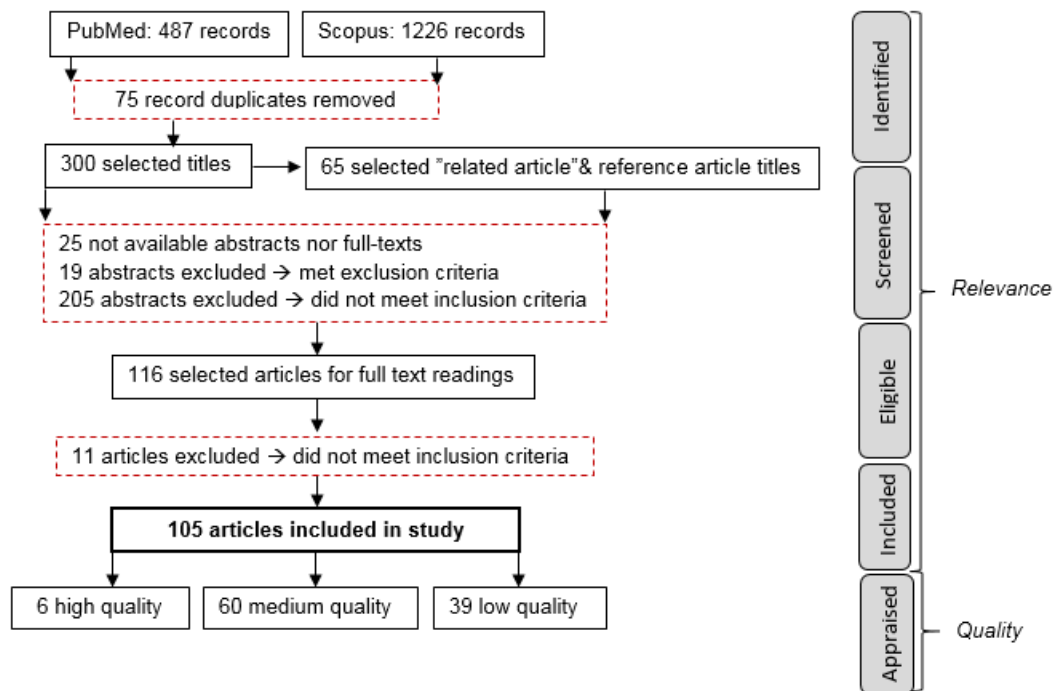 PubMed: 487 records
Scopus: 1226 records
75 record duplicates removed
300 selected titles
65 selected ”related article”& reference article titles
25 not available abstracts nor full-texts
19 abstracts excluded → met exclusion criteria
205 abstracts excluded → did not meet inclusion criteria
116 selected articles for full text readings
11 articles excluded → did not meet inclusion criteria
105 articles included in study
6 high quality
60 medium quality
39 low quality
Identified
Screened
Eligible
Included
Appraised
Relevance
Quality